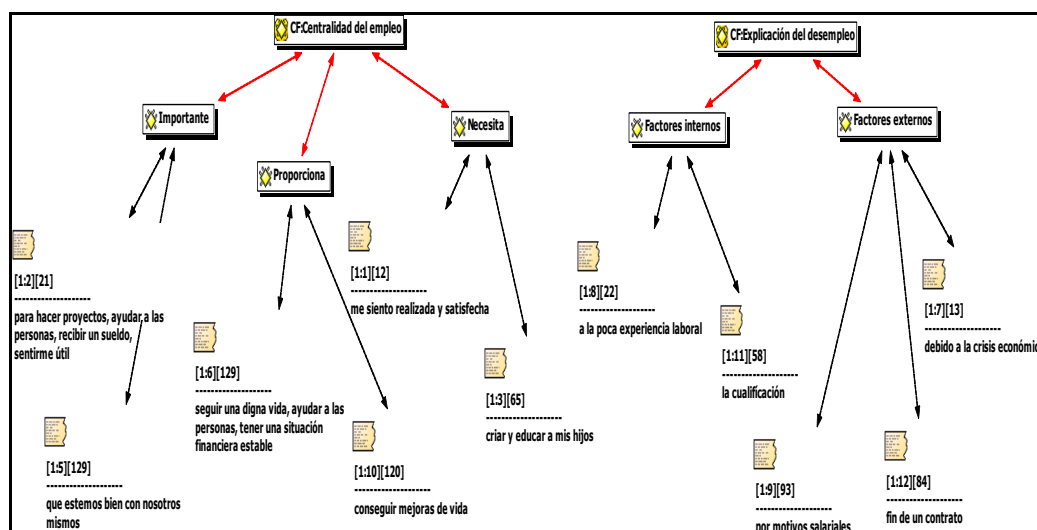 CF:Centralidad del empleo
CF:Explicación del desempleo
Importante
Necesita
Factores internos
Factores externos
Proporciona
[1:2][21]
--------------------
para hacer proyectos, ayudar,a las
personas, recibir un sueldo,
sentirme útil
[1:1][12]
--------------------
me siento realizada y satisfecha
[1:8][22]
--------------------
a la poca experiencia laboral
[1:7][13]
--------------------
debido a la crisis económic
[1:6][129]
--------------------
seguir una digna vida, ayudar a las
personas, tener una situación
financiera estable
[1:3][65]
--------------------
criar y educar a mis hijos
[1:11][58]
--------------------
la cualificación
[1:5][129]
--------------------
que estemos bien con nosotros
mismos
[1:10][120]
--------------------
conseguir mejoras de vida
[1:9][93]
--------------------
por motivos salariales
[1:12][84]
--------------------
fin de un contrato